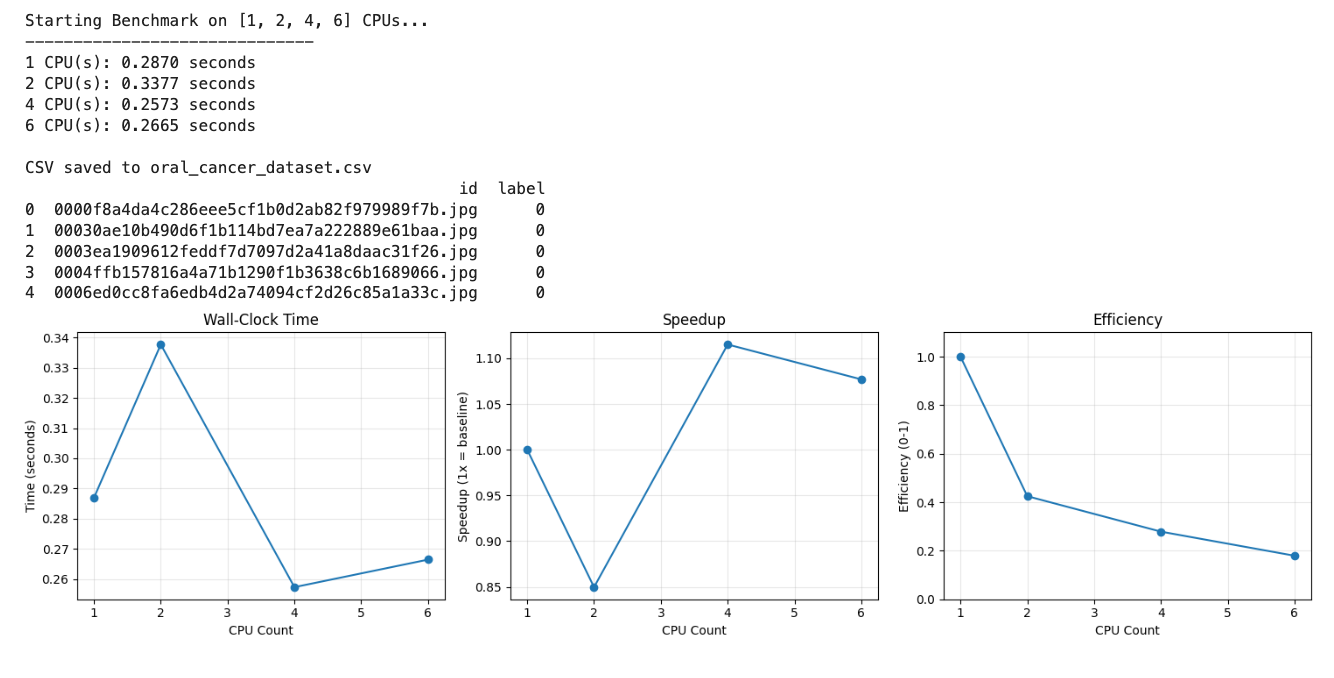 Starting Benchmark on [1, 2, 4, 6] CPUs...
------------------------------
1 CPU(s): 0.2870 seconds
2 CPU(s): 0.3377 seconds
4 CPU(s): 0.2573 seconds
6 CPU(s): 0.2665 seconds
CSV saved to oral_cancer_dataset.csv
id label
0 0000f8a4da4c286eee5cf1b0d2ab82f979989f7b.jpg 0
1 00030ae10b490d6f1b114bd7ea7a222889e61baa.jpg 0
2 0003ea1909612feddf7d7097d2a41a8daac31f26.jpg 0
3 0004ffb157816a4a71b1290f1b3638c6b1689066.jpg 0
4 0006ed0cc8fa6edb4d2a74094cf2d26c85a1a33c.jpg 0
Wall-Clock Time
Time (seconds)
0.34
0.33
0.32
0.31
0.30
0.29
0.28
0.27
0.26
1 2 3 4 5 6
CPU Count
Speedup
Speedup (1x = baseline)
1.10
1.05
1.00
0.95
0.90
0.85
1 2 3 4 5 6
CPU Count
Efficiency
Efficiency (0-1)
1.0
0.8
0.6
0.4
0.2
0.0
1 2 3 4 5 6
CPU Count